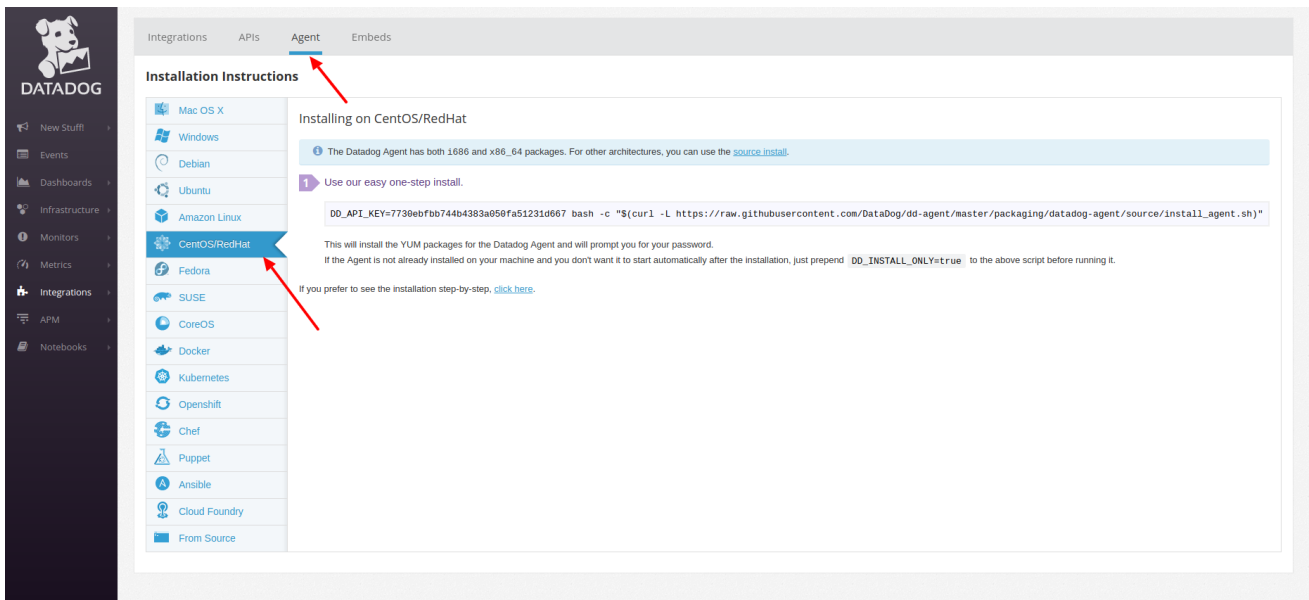 DATADOG
New Stuff!
Events
Dashboards
Infrastructure
Monitors
Metrics
Integrations
APM
Notebooks
Integrations APIs Agent Embeds
Installation Instructions
Mac OS X
Windows
Debian
Ubuntu
Amazon Linux
CentOS/RedHat
Fedora
SUSE
CoreOS
Docker
Kubernetes
Openshift
Chef
Puppet
Ansible
Cloud Foundry
From Source
Installing on CentOS/RedHat
The Datadog Agent has both i686 and x86_64 packages. For other architectures, you can use the source install.
1 Use our easy one-step install.
DD_API_KEY=7730ebfbb744b4383a050fa51231d667 bash -c "$(curl -L https://raw.githubusercontent.com/DataDog/dd-agent/master/packaging/datadog-agent/source/install_agent.sh)"
This will install the YUM packages for the Datadog Agent and will prompt you for your password.
If the Agent is not already installed on your machine and you don't want it to start automatically after the installation, just prepend DD_INSTALL_ONLY=true to the above script before running it.
If you prefer to see the installation step-by-step, click here.